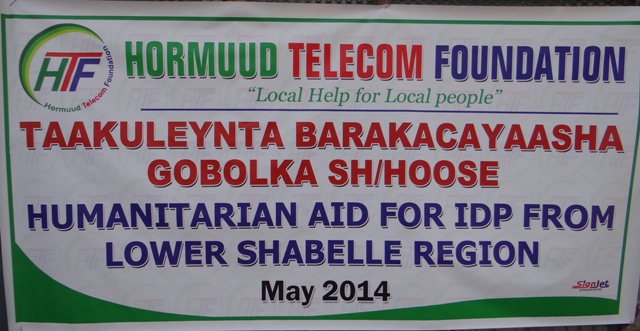 HTF
Hormuud Telecom Foundation
HORMUUD TELECOM FOUNDATION
"Local Help for Local people"
TAAKULEYNTA BARAKACAYAASHA
GOBOLKA SH/HOOSE
HUMANITARIAN AID FOR IDP FROM
LOWER SHABELLE REGION
May 2014
Signjet